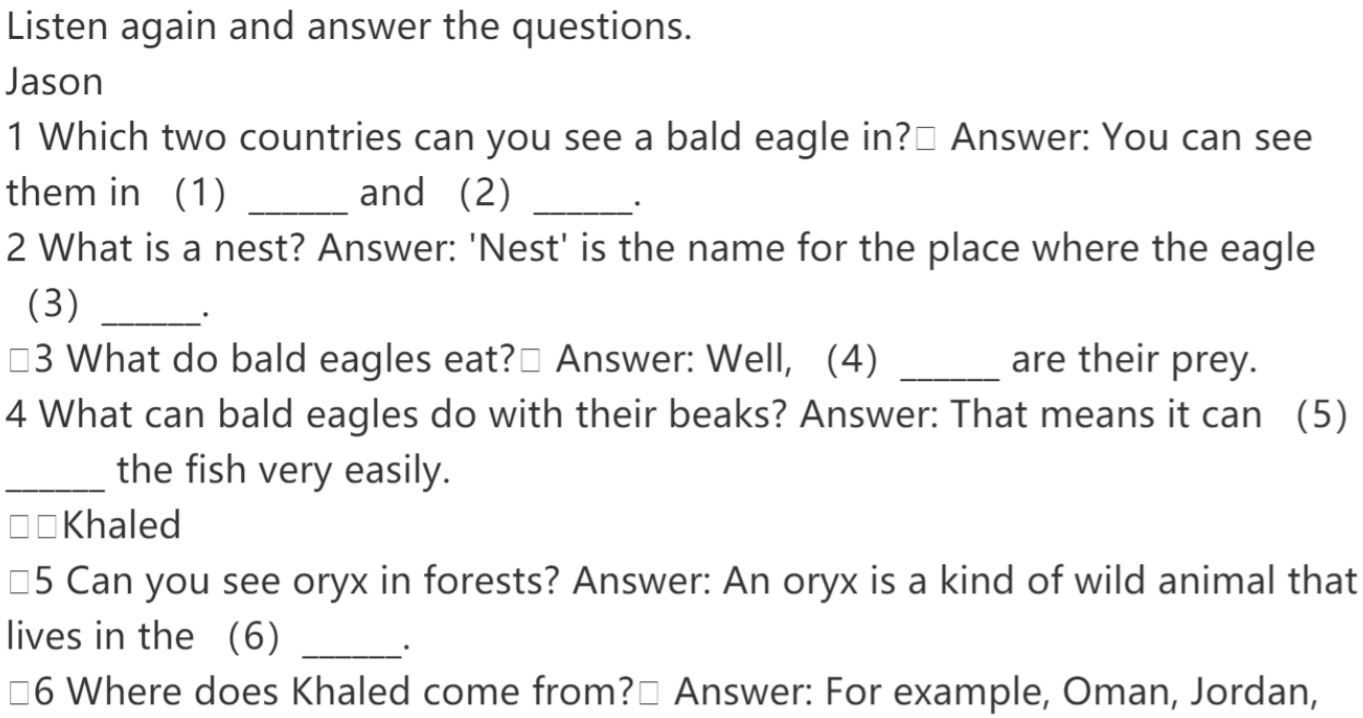 Listen again and answer the questions.
Jason
1 Which two countries can you see a bald eagle in?□ Answer: You can see
them in （1）______ and （2）______.
2 What is a nest? Answer: 'Nest' is the name for the place where the eagle
（3）______.
□3 What do bald eagles eat?□ Answer: Well, （4）______ are their prey.
4 What can bald eagles do with their beaks? Answer: That means it can （5）
______ the fish very easily.
□□Khaled
□5 Can you see oryx in forests? Answer: An oryx is a kind of wild animal that
lives in the （6）______.
□6 Where does Khaled come from?□ Answer: For example, Oman, Jordan,